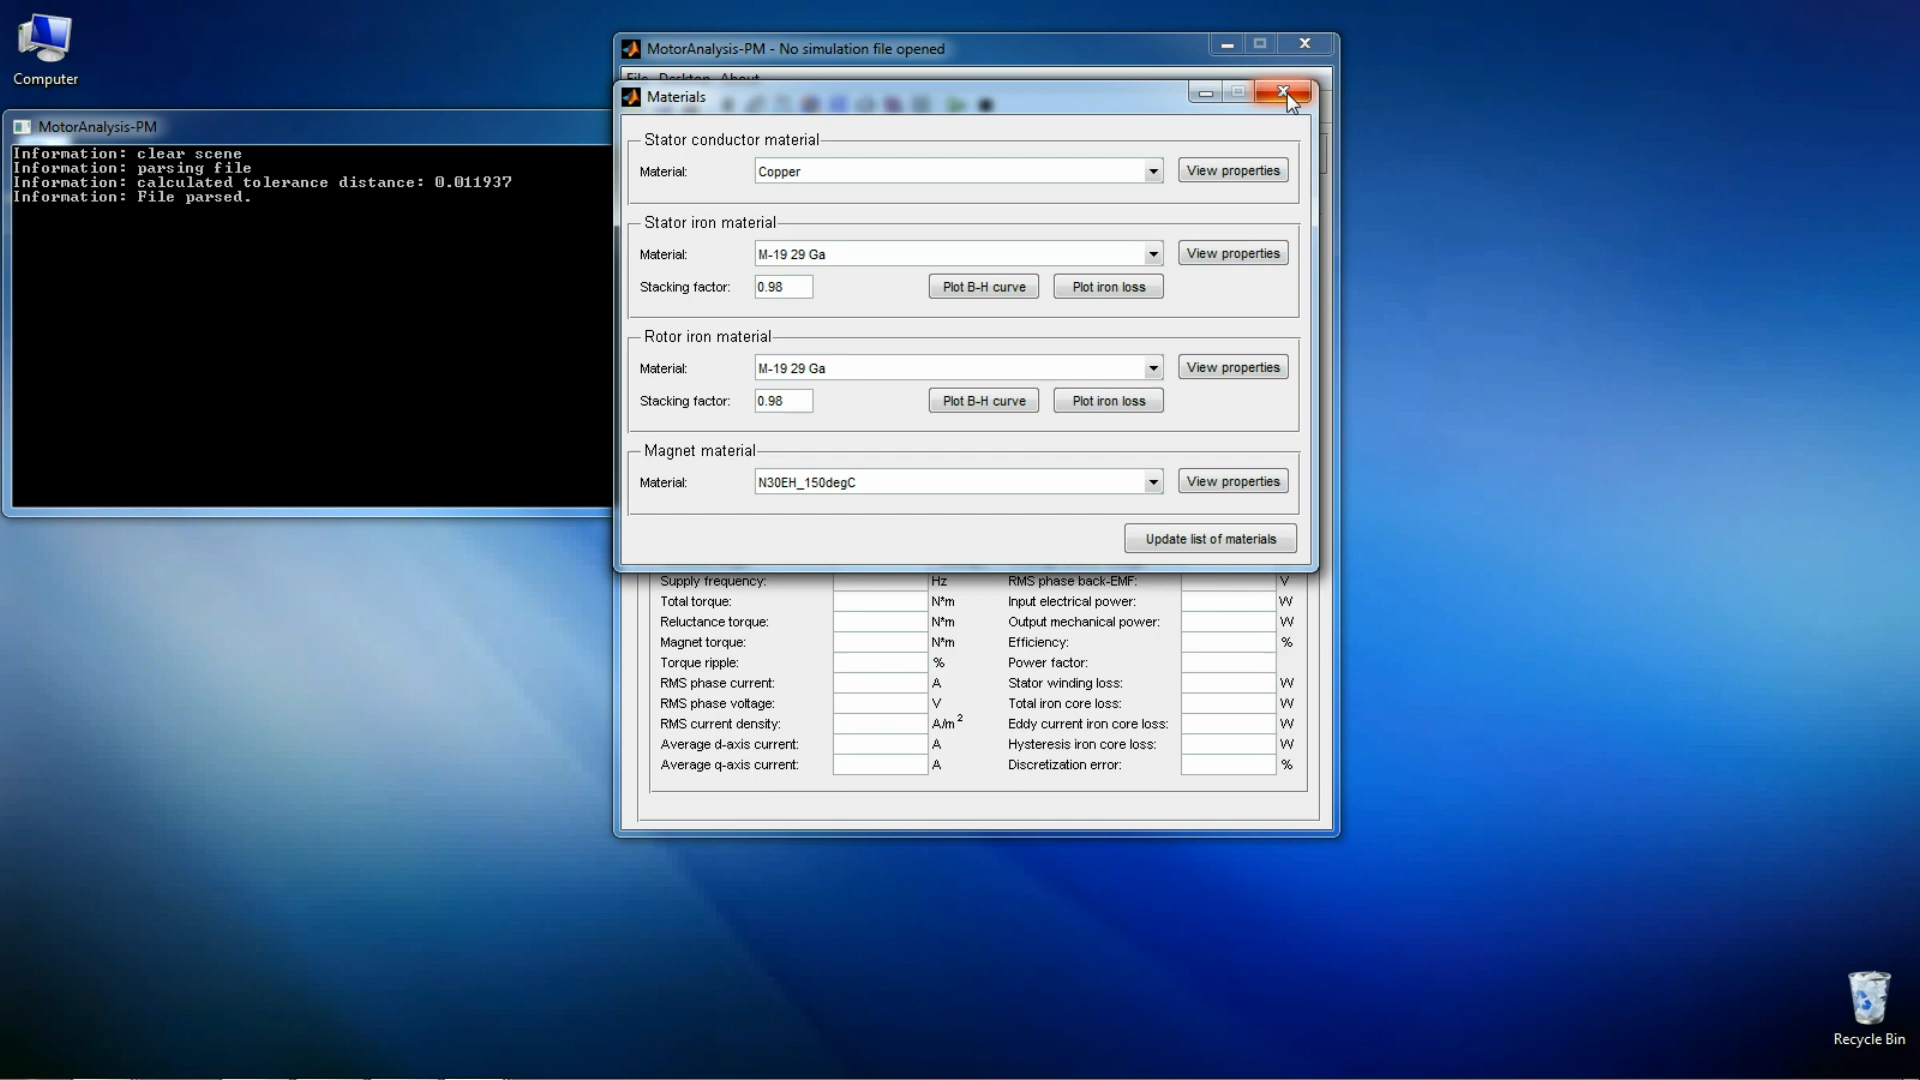 Computer
MotorAnalysis-PM
Information: clear scene
Information: parsing file
Information: calculated tolerance distance: 0.011937
Information: File parsed.
MotorAnalysis-PM - No simulation file opened
File Desktop About
Materials
Stator conductor material
Material: Copper View properties
Stator iron material
Material: M-19 29 Ga View properties
Stacking factor: 0.98 Plot B-H curve Plot iron loss
Rotor iron material
Material: M-19 29 Ga View properties
Stacking factor: 0.98 Plot B-H curve Plot iron loss
Magnet material
Material: N30EH_150degC View properties
Update list of materials
Supply frequency: Hz RMS phase back-EMF: V
Total torque: N*m Input electrical power: W
Reluctance torque: N*m Output mechanical power: W
Magnet torque: N*m Efficiency: %
Torque ripple: % Power factor:
RMS phase current: A Stator winding loss: W
RMS phase voltage: V Total iron core loss: W
RMS current density: A/m2 Eddy current iron core loss: W
Average d-axis current: A Hysteresis iron core loss: W
Average q-axis current: A Discretization error: %
Recycle Bin